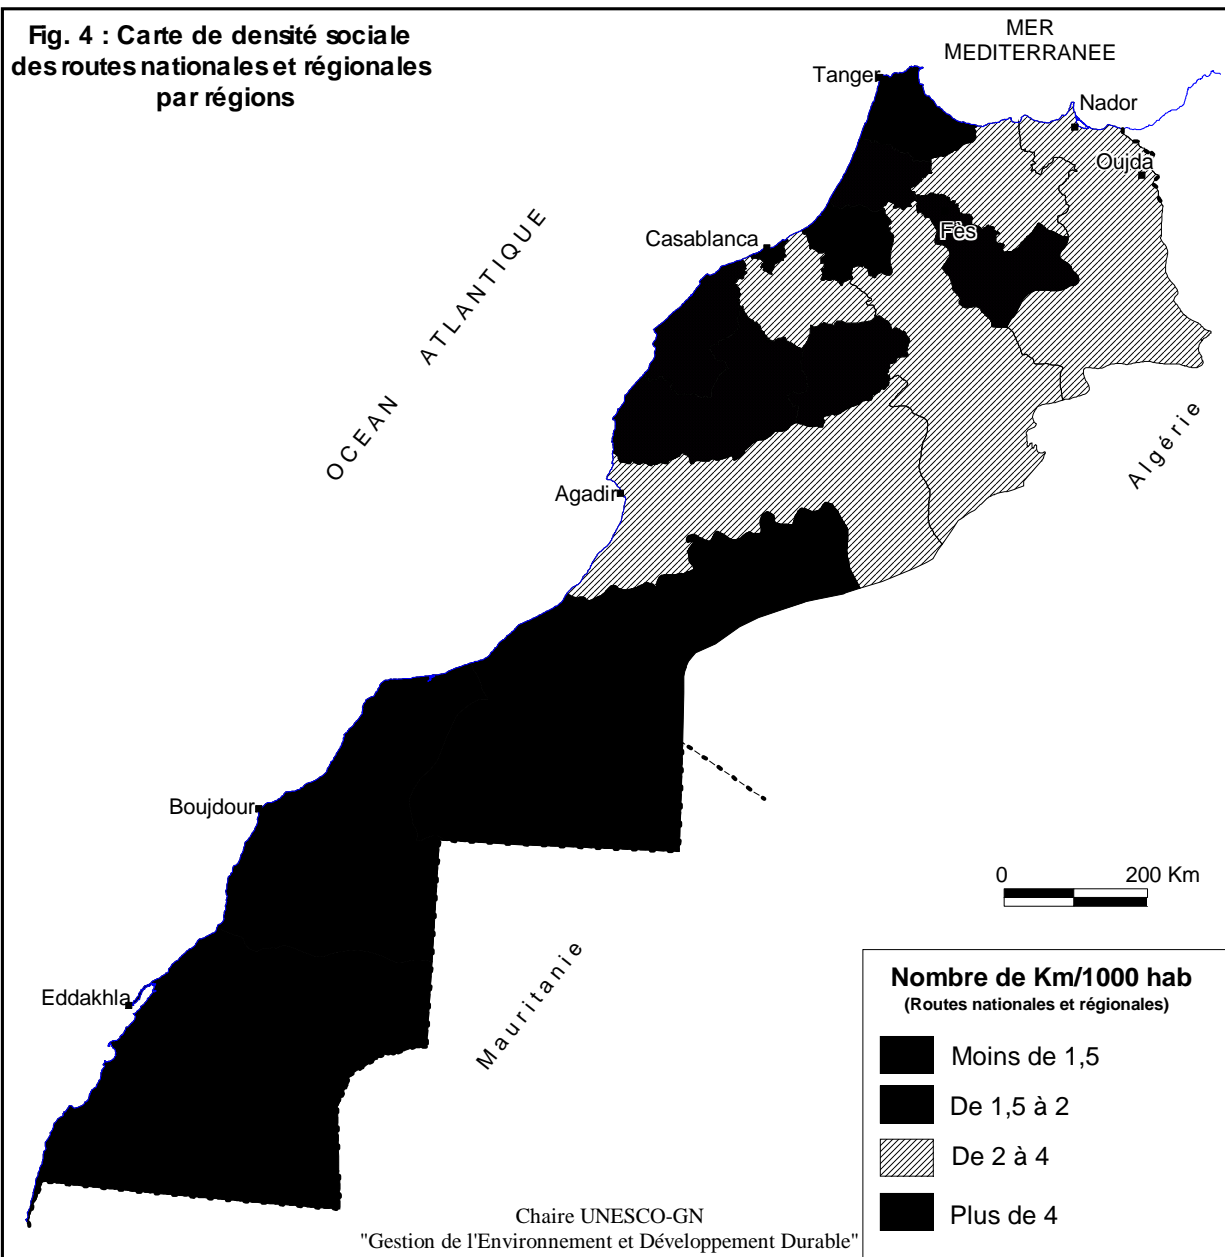 Fig. 4 : Carte de densité sociale
des routes nationales et régionales
par régions
MER
MEDITERRANEE
Tanger
Nador
Oujda
Fès
Casablanca
OCEAN ATLANTIQUE
Algérie
Agadir
Boujdour
0 200 Km
Eddakhla
Mauritanie
Nombre de Km/1000 hab
(Routes nationales et régionales)
Moins de 1,5
De 1,5 à 2
De 2 à 4
Plus de 4
Chaire UNESCO-GN
"Gestion de l'Environnement et Développement Durable"